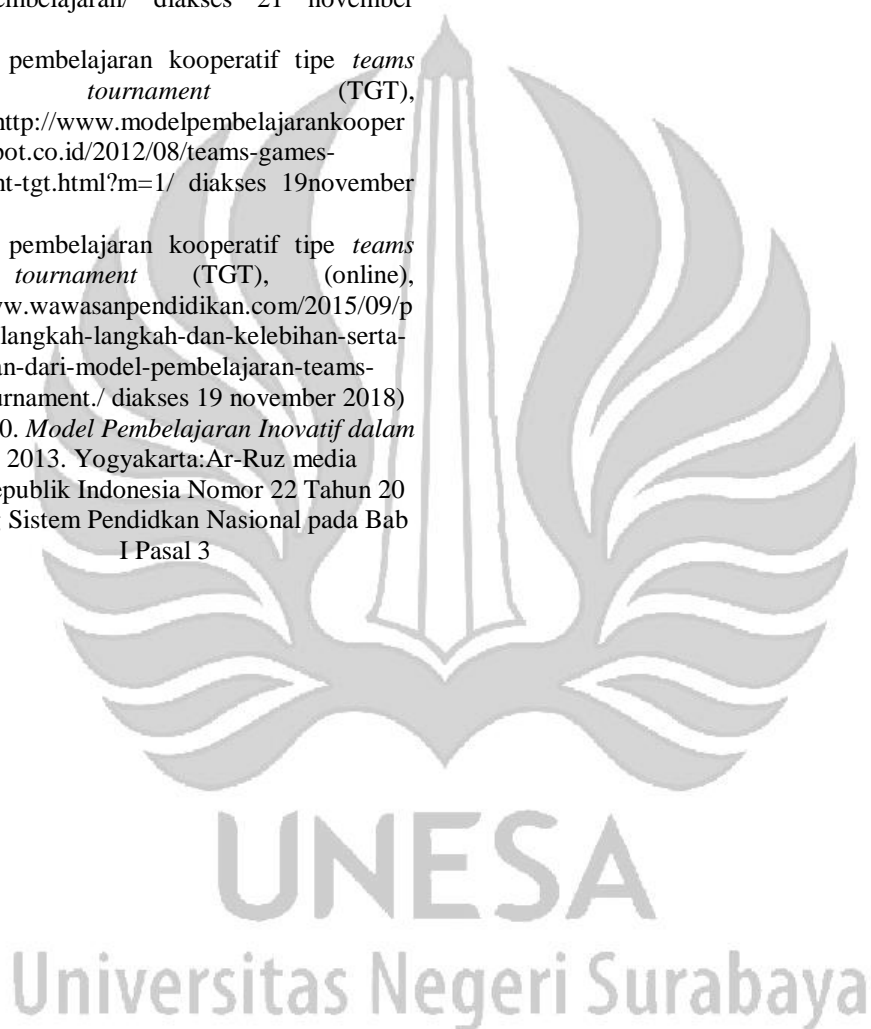 embelajaran/ diakses 21 november
pembelajaran kooperatif tipe teams
tournament (TGT),
http://www.modelpembelajarankooper
pot.co.id/2012/08/teams-games-
nt-tgt.html?m=1/ diakses 19november
pembelajaran kooperatif tipe teams
tournament (TGT), (online),
ww.wawasanpendidikan.com/2015/09/p
langkah-langkah-dan-kelebihan-serta-
an-dari-model-pembelajaran-teams-
urnament./ diakses 19 november 2018)
0. Model Pembelajaran Inovatif dalam
2013. Yogyakarta:Ar-Ruz media
epublik Indonesia Nomor 22 Tahun 20
g Sistem Pendidkan Nasional pada Bab
I Pasal 3
UNESA
Universitas Negeri Surabaya